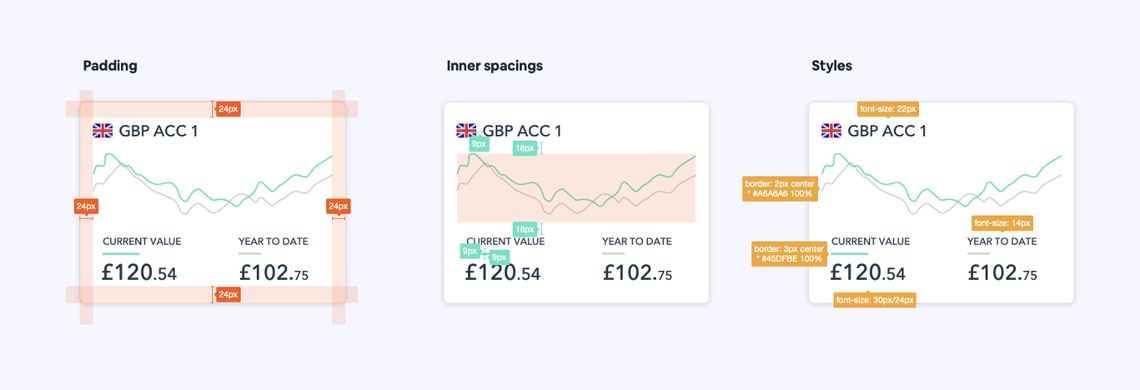 Padding
24px
GBP ACC 1
24px
24px
CURRENT VALUE
YEAR TO DATE
£120.54
£102.75
24px
Inner spacings
GBP ACC 1
9px
18px
18px
CURRENT VALUE
YEAR TO DATE
9px
9px
£120.54
£102.75
Styles
font-size: 22px
GBP ACC 1
border: 2px center
* #A6A6A6 100%
font-size: 14px
CURRENT VALUE
YEAR TO DATE
border: 3px center
* #45DFBE 100%
£120.54
£102.75
font-size: 30px/24px